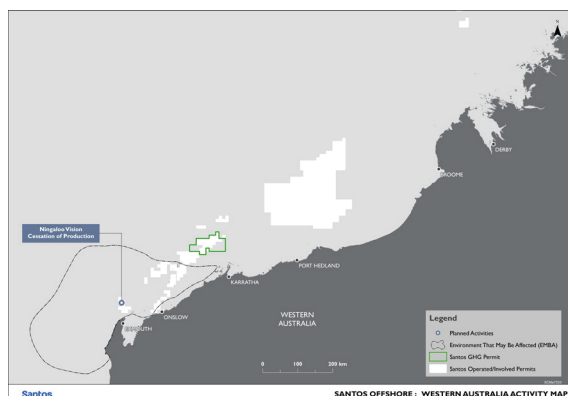 N
DERBY
BROOME
Ningaloo Vision
Cessation of Production
PORT HEDLAND
KARRATHA
ONSLOW
EXMOUTH
WESTERN
AUSTRALIA
0 100 200 km
Legend
Planned Activities
Environment That May Be Affected (EMBA)
Santos GHG Permit
Santos Operated/Involved Permits
Santos
SANTOS OFFSHORE : WESTERN AUSTRALIA ACTIVITY MAP